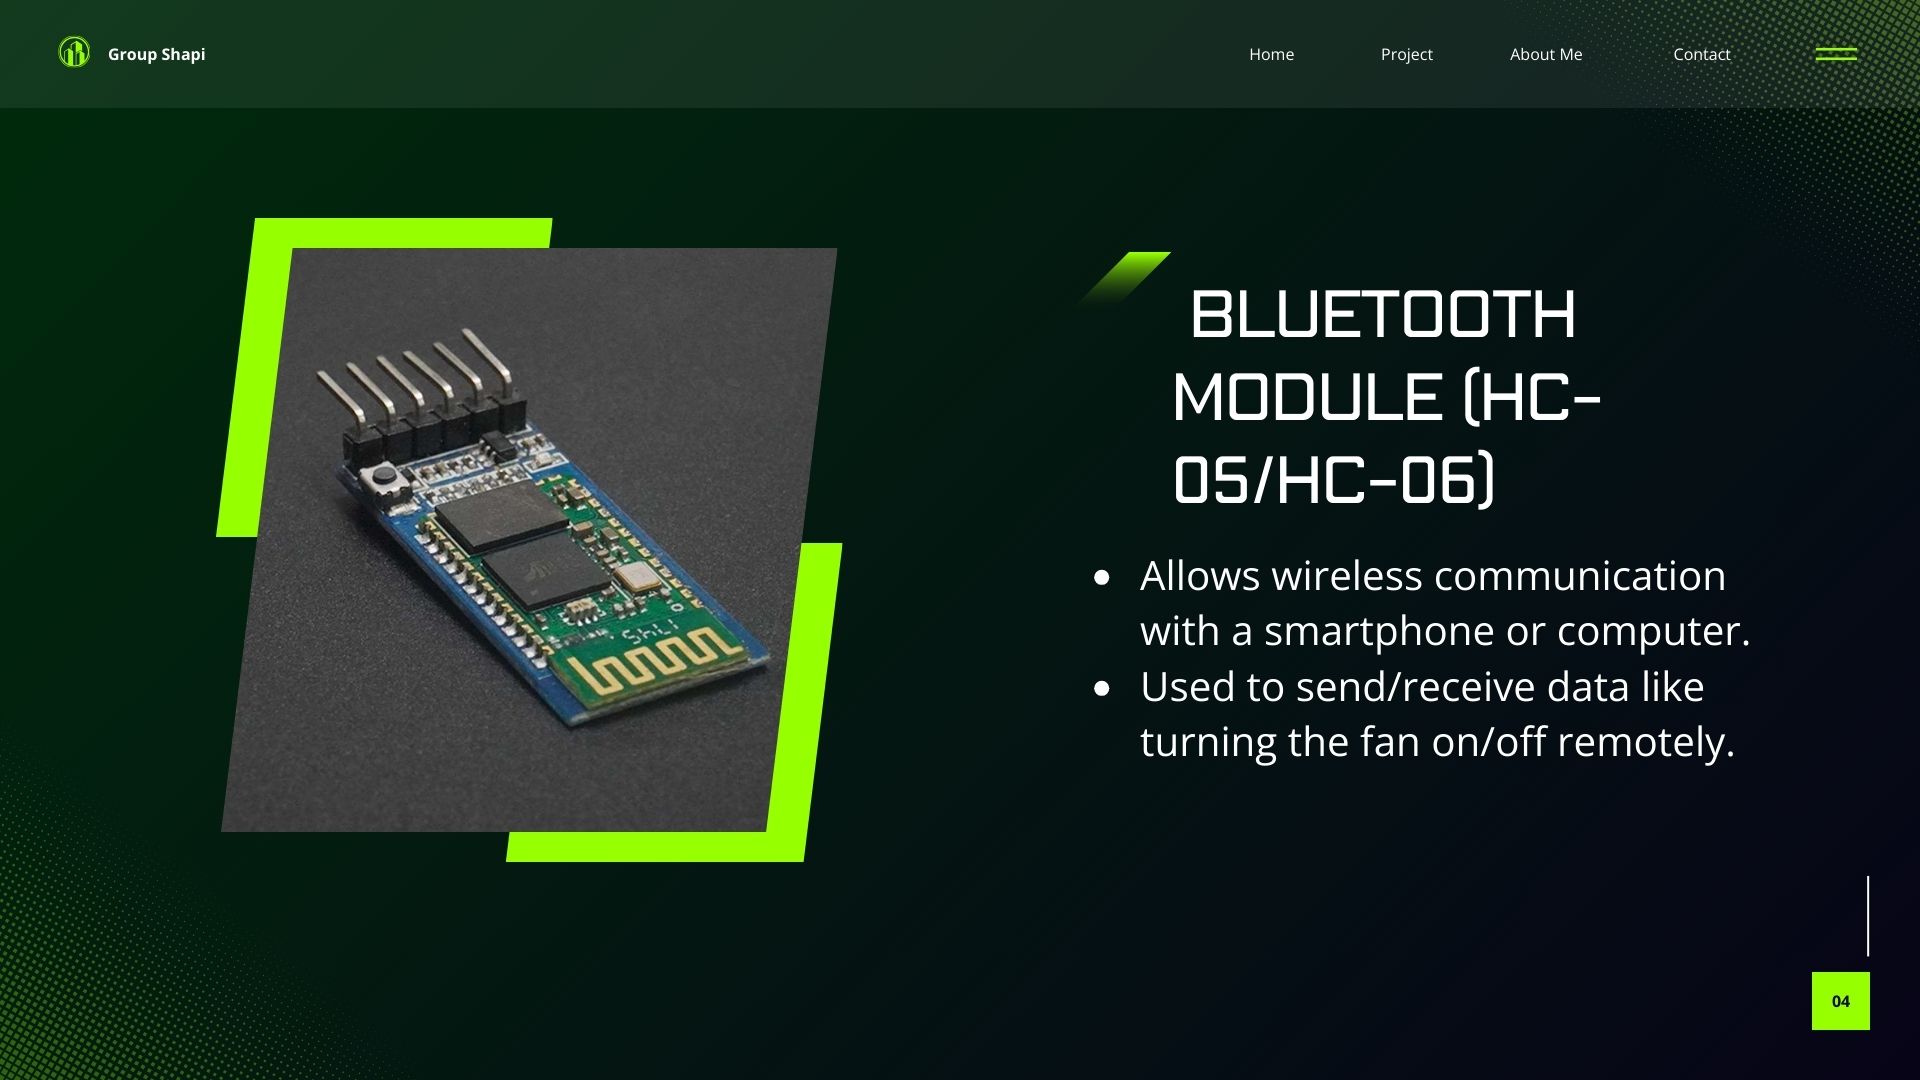 Group Shapi
Home
Project
About Me
Contact
BLUETOOTH
MODULE (HC-
05/HC-06)
● Allows wireless communication
with a smartphone or computer.
● Used to send/receive data like
turning the fan on/off remotely.
04